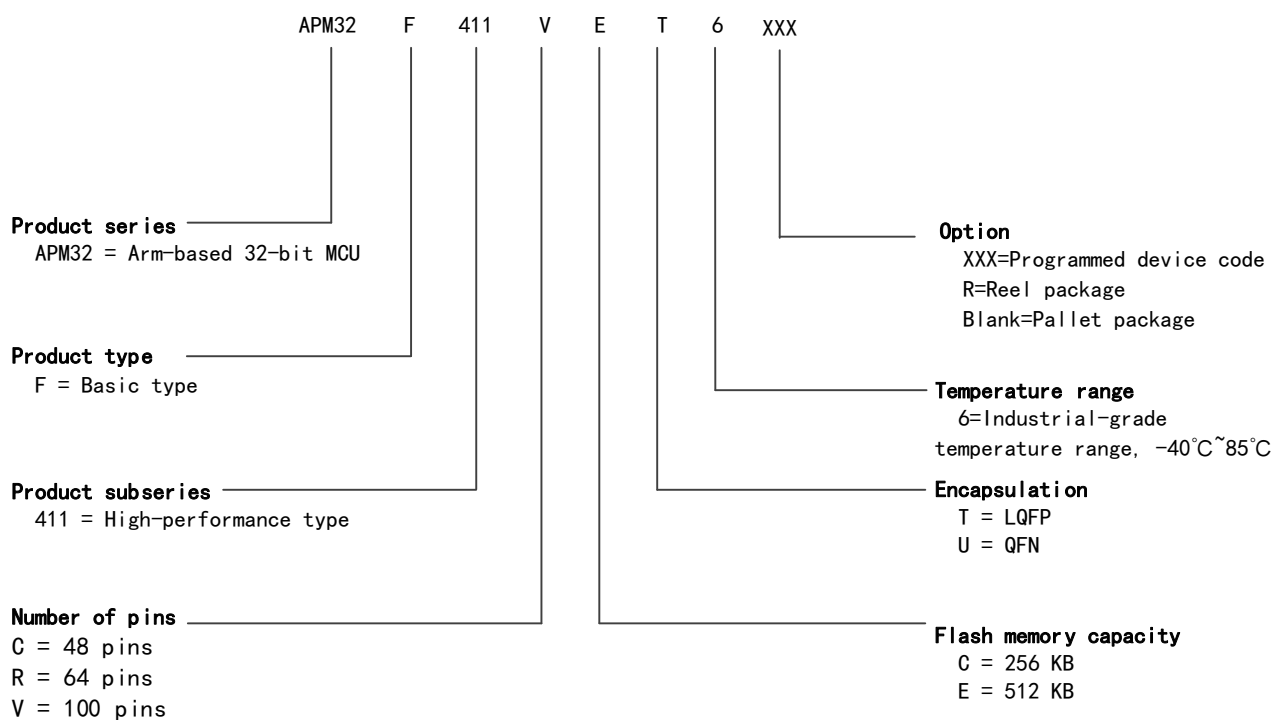 APM32 F 411 V E T 6 XXX
Product series
APM32 = Arm-based 32-bit MCU
Product type
F = Basic type
Product subseries
411 = High-performance type
Number of pins
C = 48 pins
R = 64 pins
V = 100 pins
Option
XXX=Programmed device code
R=Reel package
Blank=Pallet package
Temperature range
6=Industrial-grade
temperature range, -40℃~85℃
Encapsulation
T = LQFP
U = QFN
Flash memory capacity
C = 256 KB
E = 512 KB